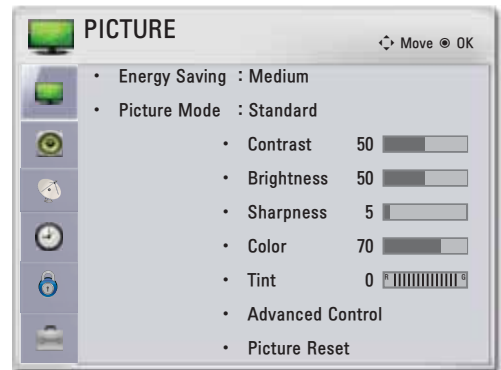 PICTURE
Move OK
• Energy Saving : Medium
• Picture Mode : Standard
• Contrast 50
• Brightness 50
• Sharpness 5
• Color 70
• Tint 0 R G
• Advanced Control
• Picture Reset